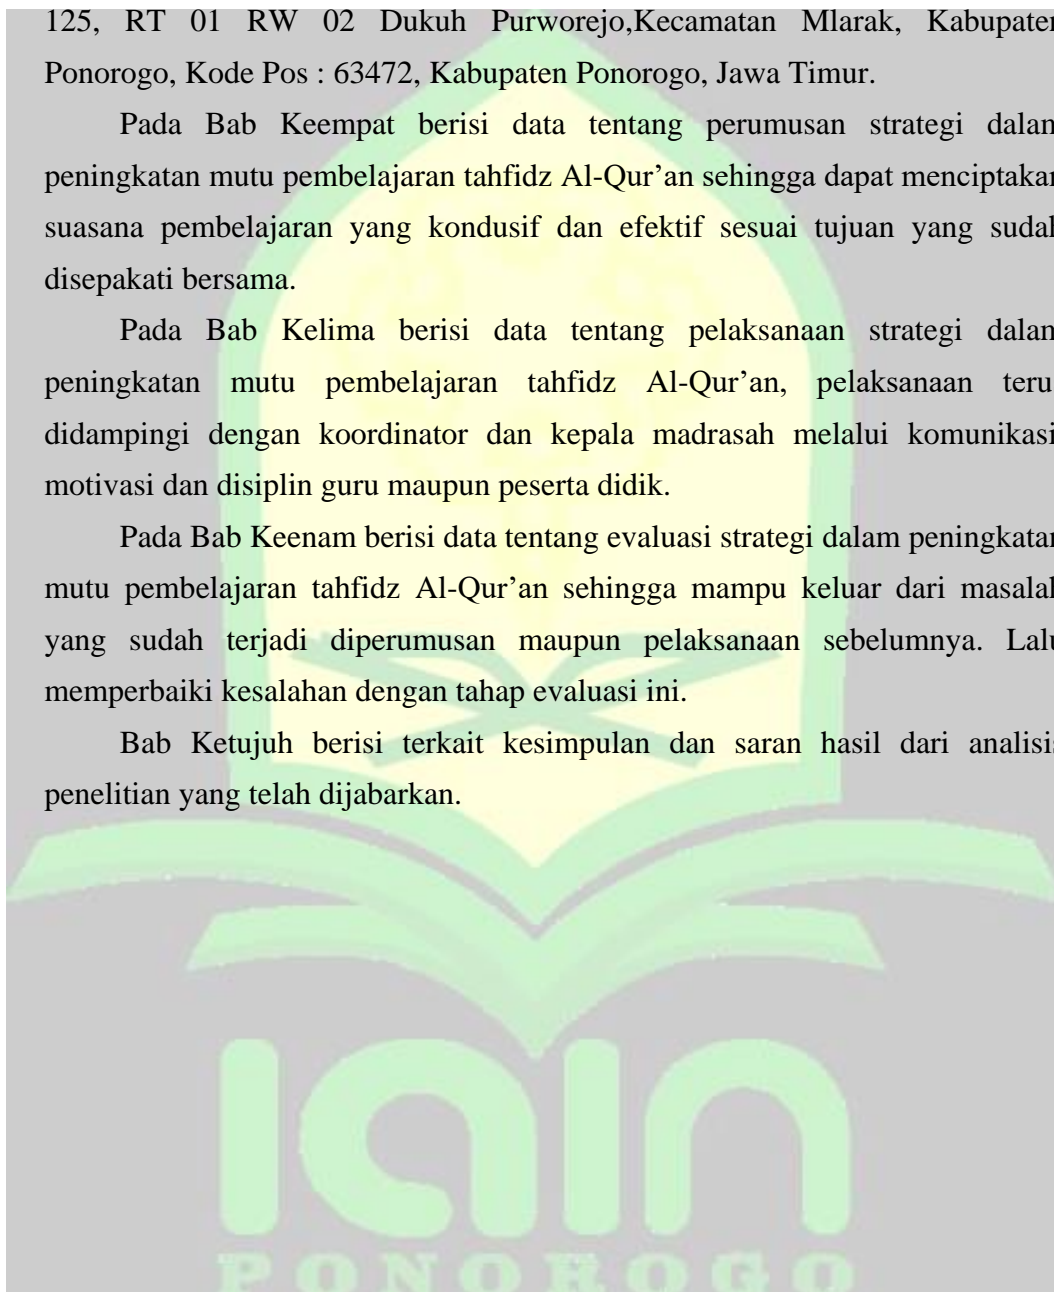 125, RT 01 RW 02 Dukuh Purworejo,Kecamatan Mlarak, Kabupaten
Ponorogo, Kode Pos : 63472, Kabupaten Ponorogo, Jawa Timur.
Pada Bab Keempat berisi data tentang perumusan strategi dalam
peningkatan mutu pembelajaran tahfidz Al-Qur’an sehingga dapat menciptakan
suasana pembelajaran yang kondusif dan efektif sesuai tujuan yang sudah
disepakati bersama.
Pada Bab Kelima berisi data tentang pelaksanaan strategi dalam
peningkatan mutu pembelajaran tahfidz Al-Qur’an, pelaksanaan terus
didampingi dengan koordinator dan kepala madrasah melalui komunikasi,
motivasi dan disiplin guru maupun peserta didik.
Pada Bab Keenam berisi data tentang evaluasi strategi dalam peningkatan
mutu pembelajaran tahfidz Al-Qur’an sehingga mampu keluar dari masalah
yang sudah terjadi diperumusan maupun pelaksanaan sebelumnya. Lalu
memperbaiki kesalahan dengan tahap evaluasi ini.
Bab Ketujuh berisi terkait kesimpulan dan saran hasil dari analisis
penelitian yang telah dijabarkan.
iain
PONOROGO